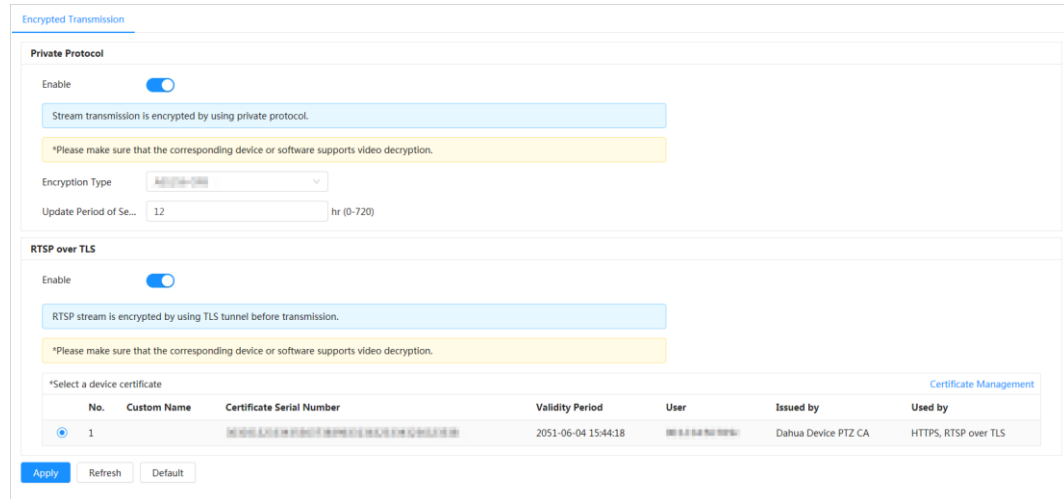 Encrypted Transmission
Private Protocol
Enable
Stream transmission is encrypted by using private protocol.
*Please make sure that the corresponding device or software supports video decryption.
Encryption Type
Update Period of Se... 12 hr (0-720)
RTSP over TLS
Enable
RTSP stream is encrypted by using TLS tunnel before transmission.
*Please make sure that the corresponding device or software supports video decryption.
*Select a device certificate Certificate Management
No. Custom Name Certificate Serial Number Validity Period User Issued by Used by
1 2051-06-04 15:44:18 Dahua Device PTZ CA HTTPS, RTSP over TLS
Apply Refresh Default